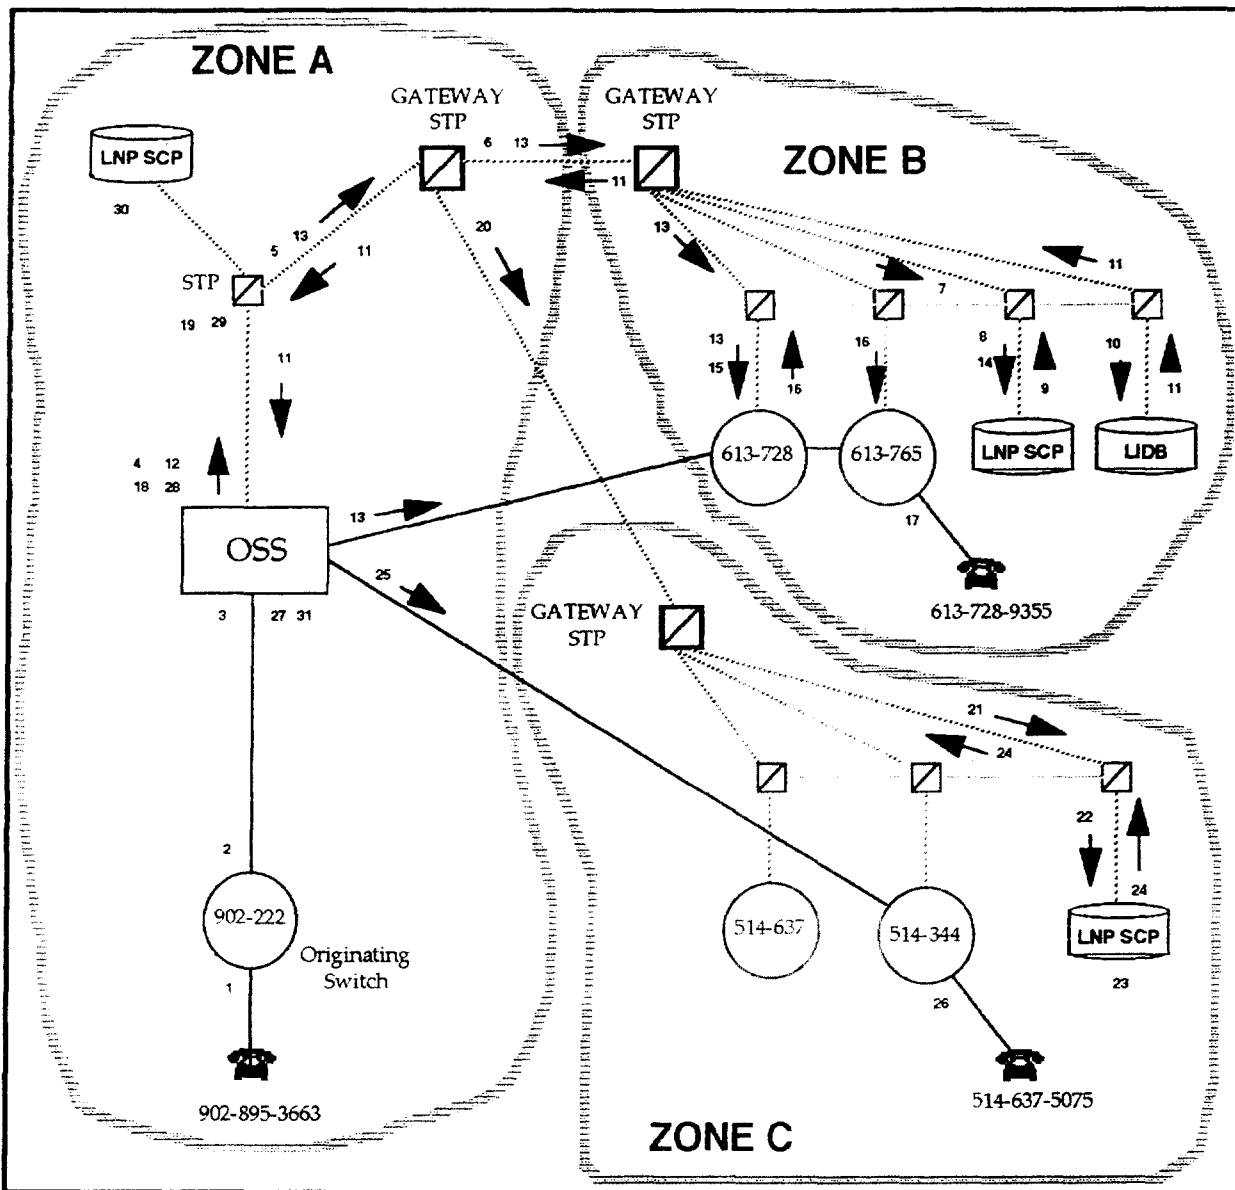 ZONE A
GATEWAY
STP
GATEWAY
STP
ZONE B
LNP SCP
30
6 13
11
5 13
11
20
13
7
11
STP
19 29
11
13
15
16
16
8
14
9
10
11
613-728
613-765
LNP SCP
LIDB
4 12
18 28
13
17
OSS
25
3 27 31
613-728-9355
GATEWAY
STP
21
24
22
24
2
902-222
Originating
Switch
1
514-637
514-344
LNP SCP
23
26
902-895-3663
514-637-5075
ZONE C